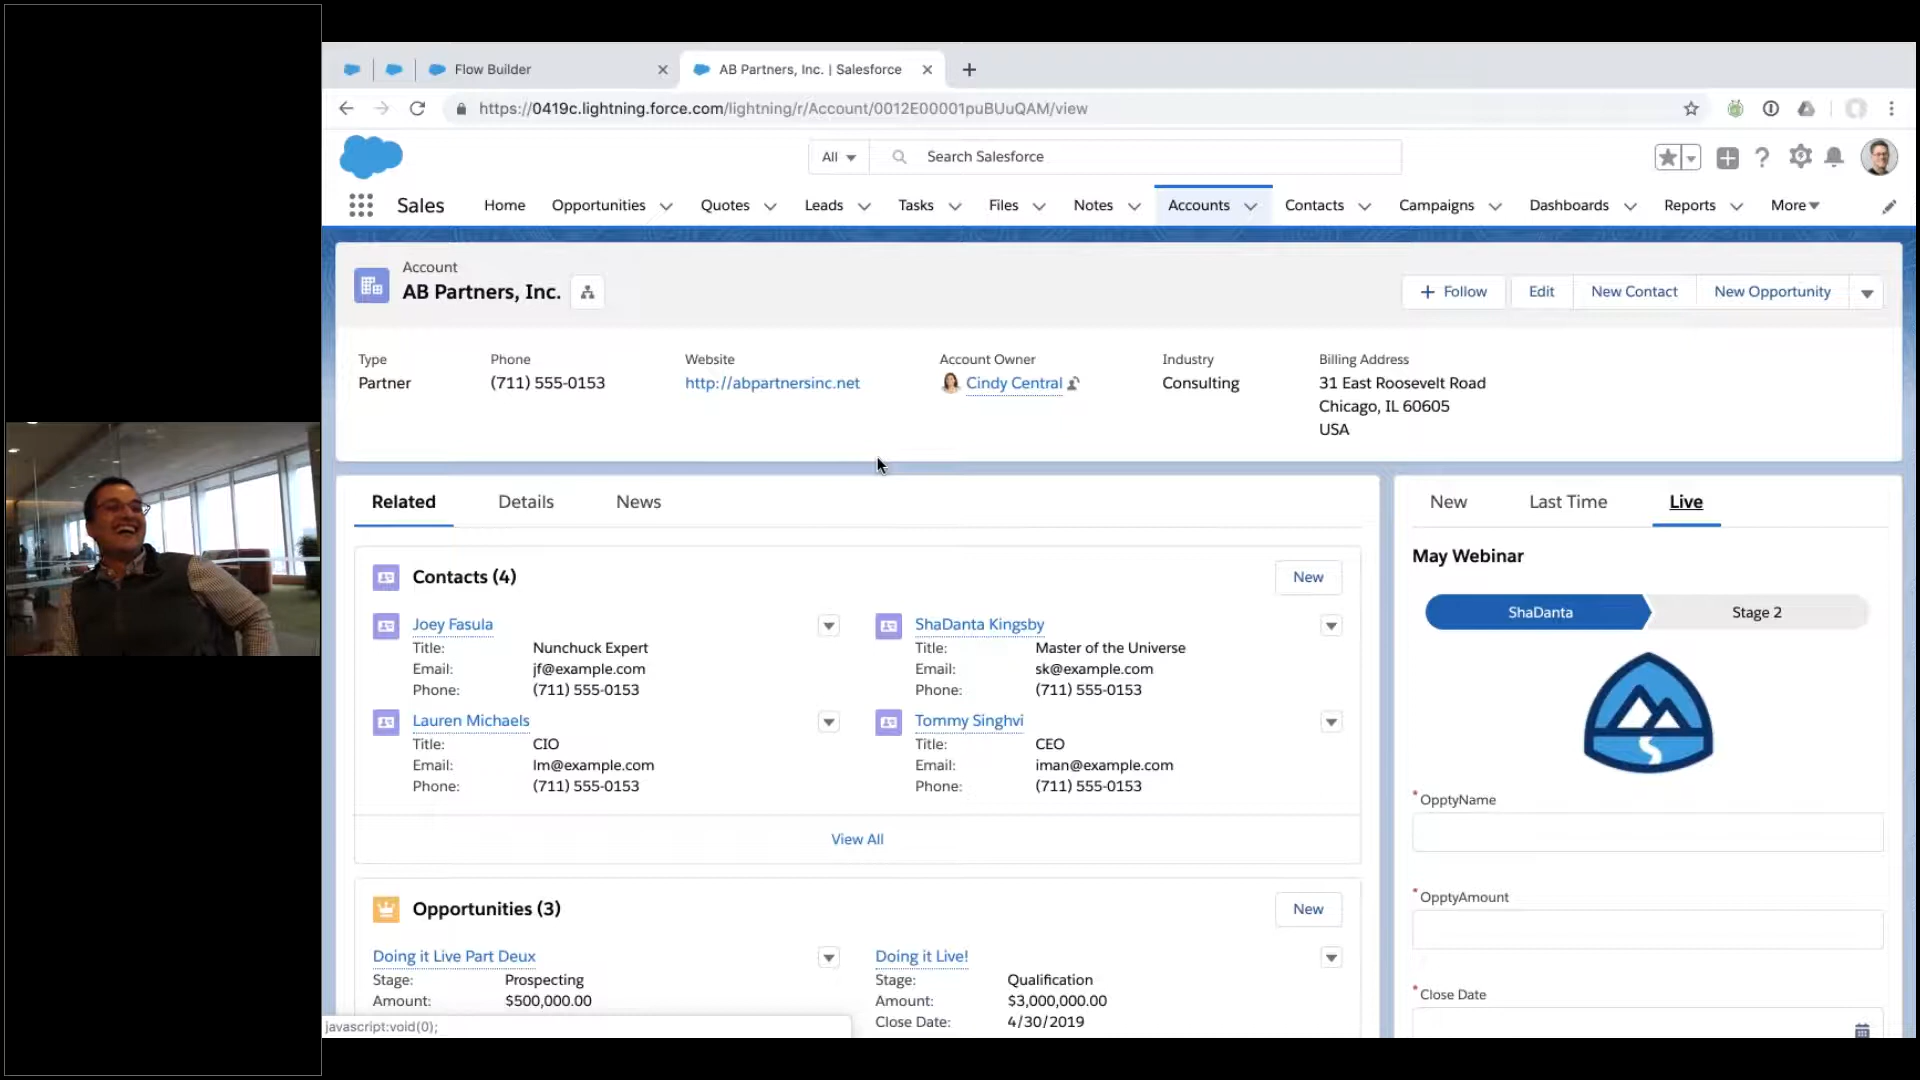 Flow Builder
AB Partners, Inc. | Salesforce
https://0419c.lightning.force.com/lightning/r/Account/0012E00001puBUuQAM/view
All
Search Salesforce
Sales
Home
Opportunities
Quotes
Leads
Tasks
Files
Notes
Accounts
Contacts
Campaigns
Dashboards
Reports
More
Account
AB Partners, Inc.
+ Follow
Edit
New Contact
New Opportunity
Type
Partner
Phone
(711) 555-0153
Website
http://abpartnersinc.net
Account Owner
Cindy Central
Industry
Consulting
Billing Address
31 East Roosevelt Road
Chicago, IL 60605
USA
Related
Details
News
Contacts (4)
New
Joey Fasula
Title: Nunchuck Expert
Email: jf@example.com
Phone: (711) 555-0153
ShaDanta Kingsby
Title: Master of the Universe
Email: sk@example.com
Phone: (711) 555-0153
Lauren Michaels
Title: CIO
Email: lm@example.com
Phone: (711) 555-0153
Tommy Singhvi
Title: CEO
Email: iman@example.com
Phone: (711) 555-0153
View All
Opportunities (3)
New
Doing it Live Part Deux
Stage: Prospecting
Amount: $500,000.00
Doing it Live!
Stage: Qualification
Amount: $3,000,000.00
Close Date: 4/30/2019
javascript:void(0);
New
Last Time
Live
May Webinar
ShaDanta
Stage 2
* OpptyName
* OpptyAmount
* Close Date